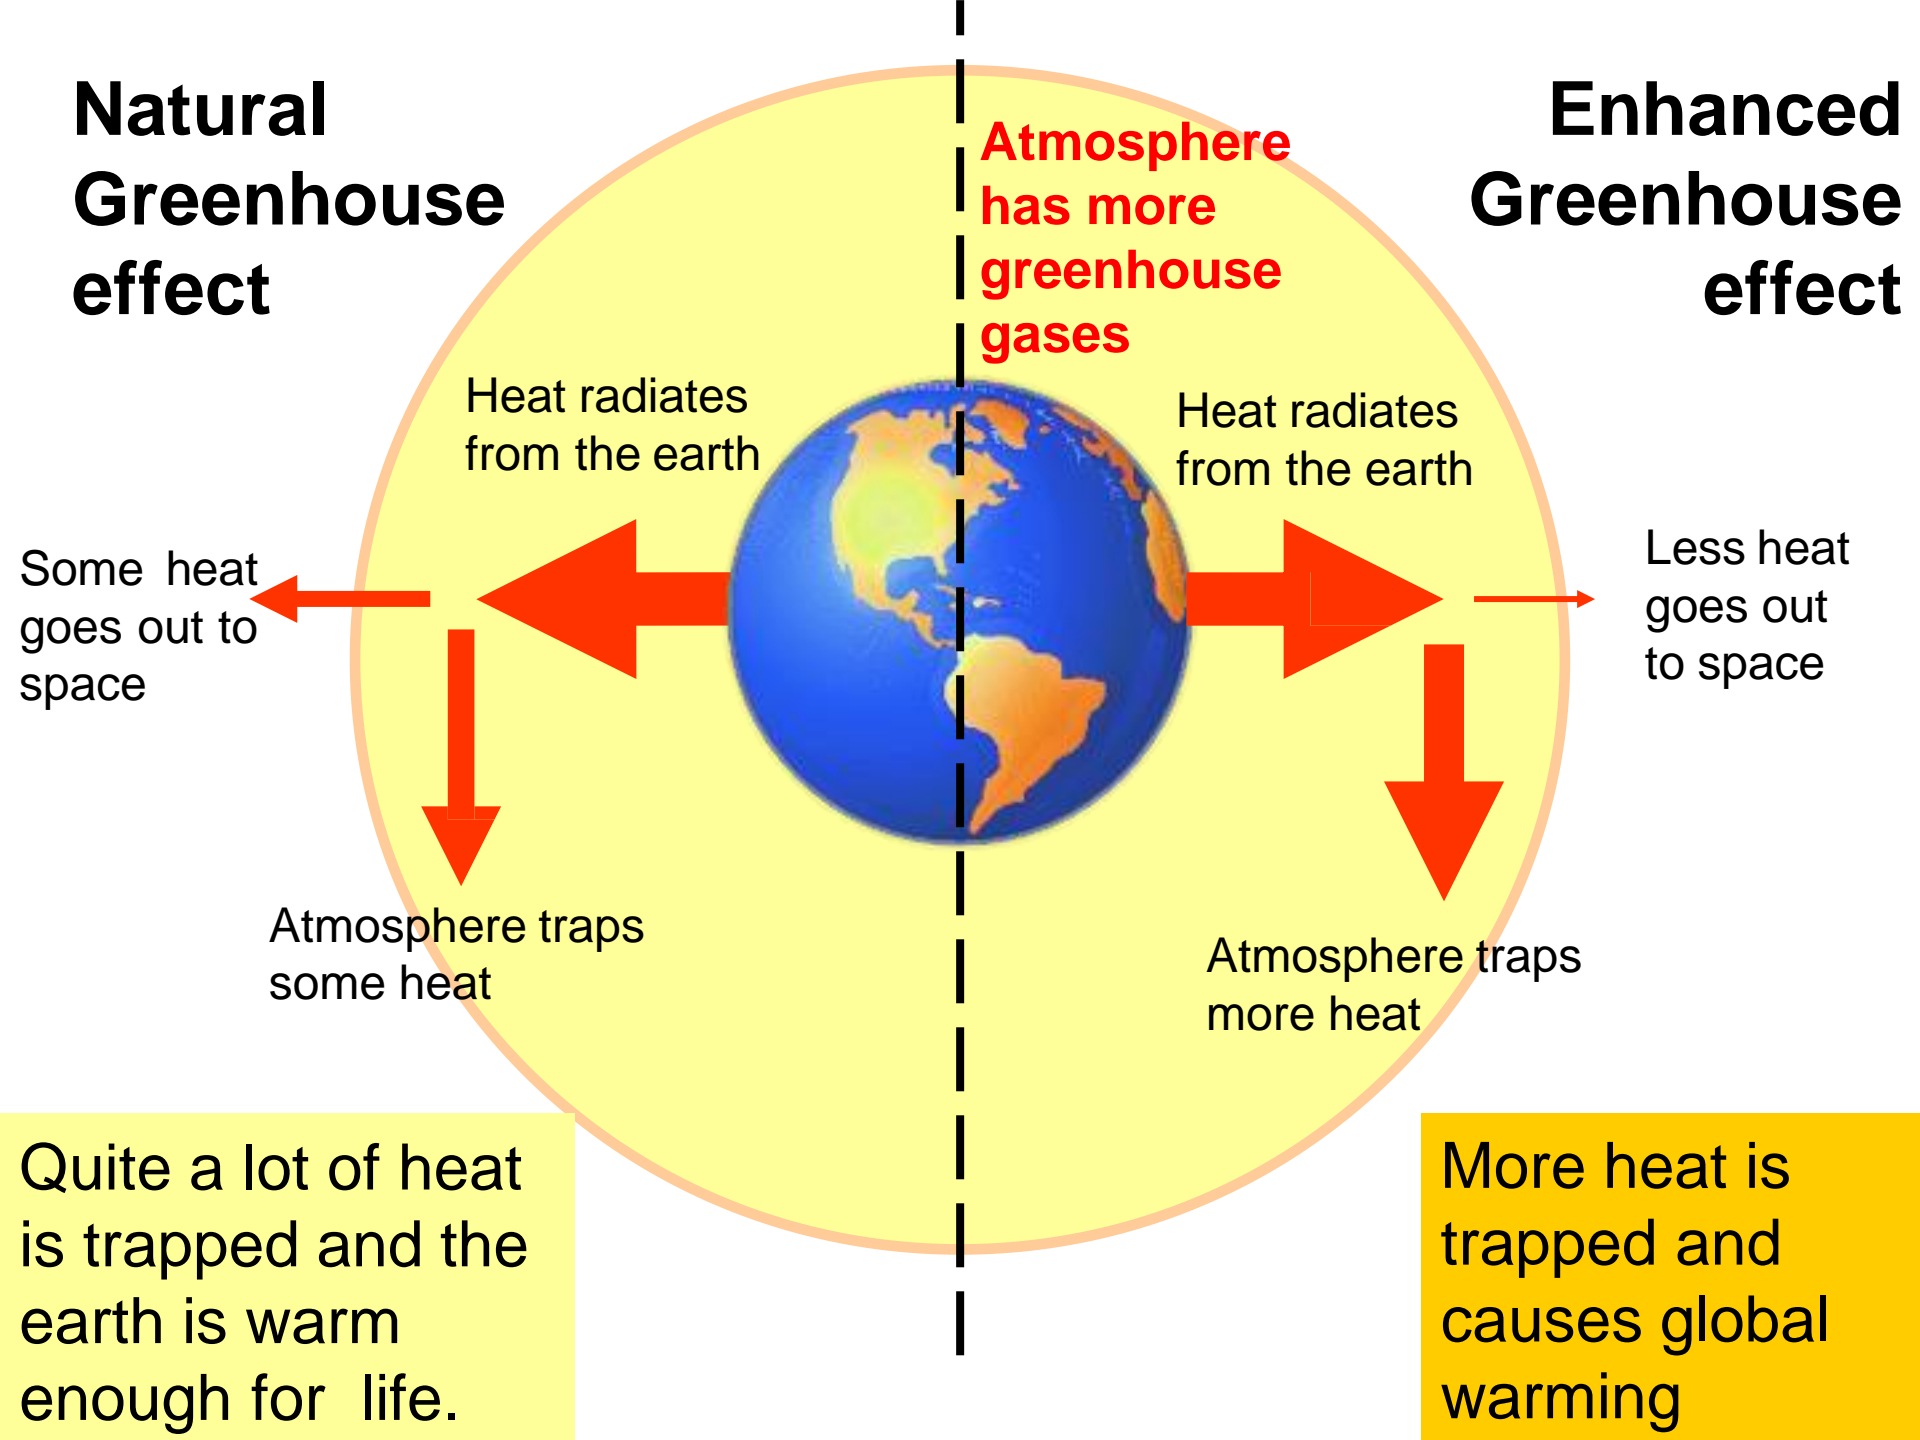 Natural
Greenhouse
effect
Enhanced
Greenhouse
effect
Atmosphere
has more
greenhouse
gases
Heat radiates
from the earth
Heat radiates
from the earth
Some heat
goes out to
space
Less heat
goes out
to space
Atmosphere traps
some heat
Atmosphere traps
more heat
Quite a lot of heat
is trapped and the
earth is warm
enough for life.
More heat is
trapped and
causes global
warming